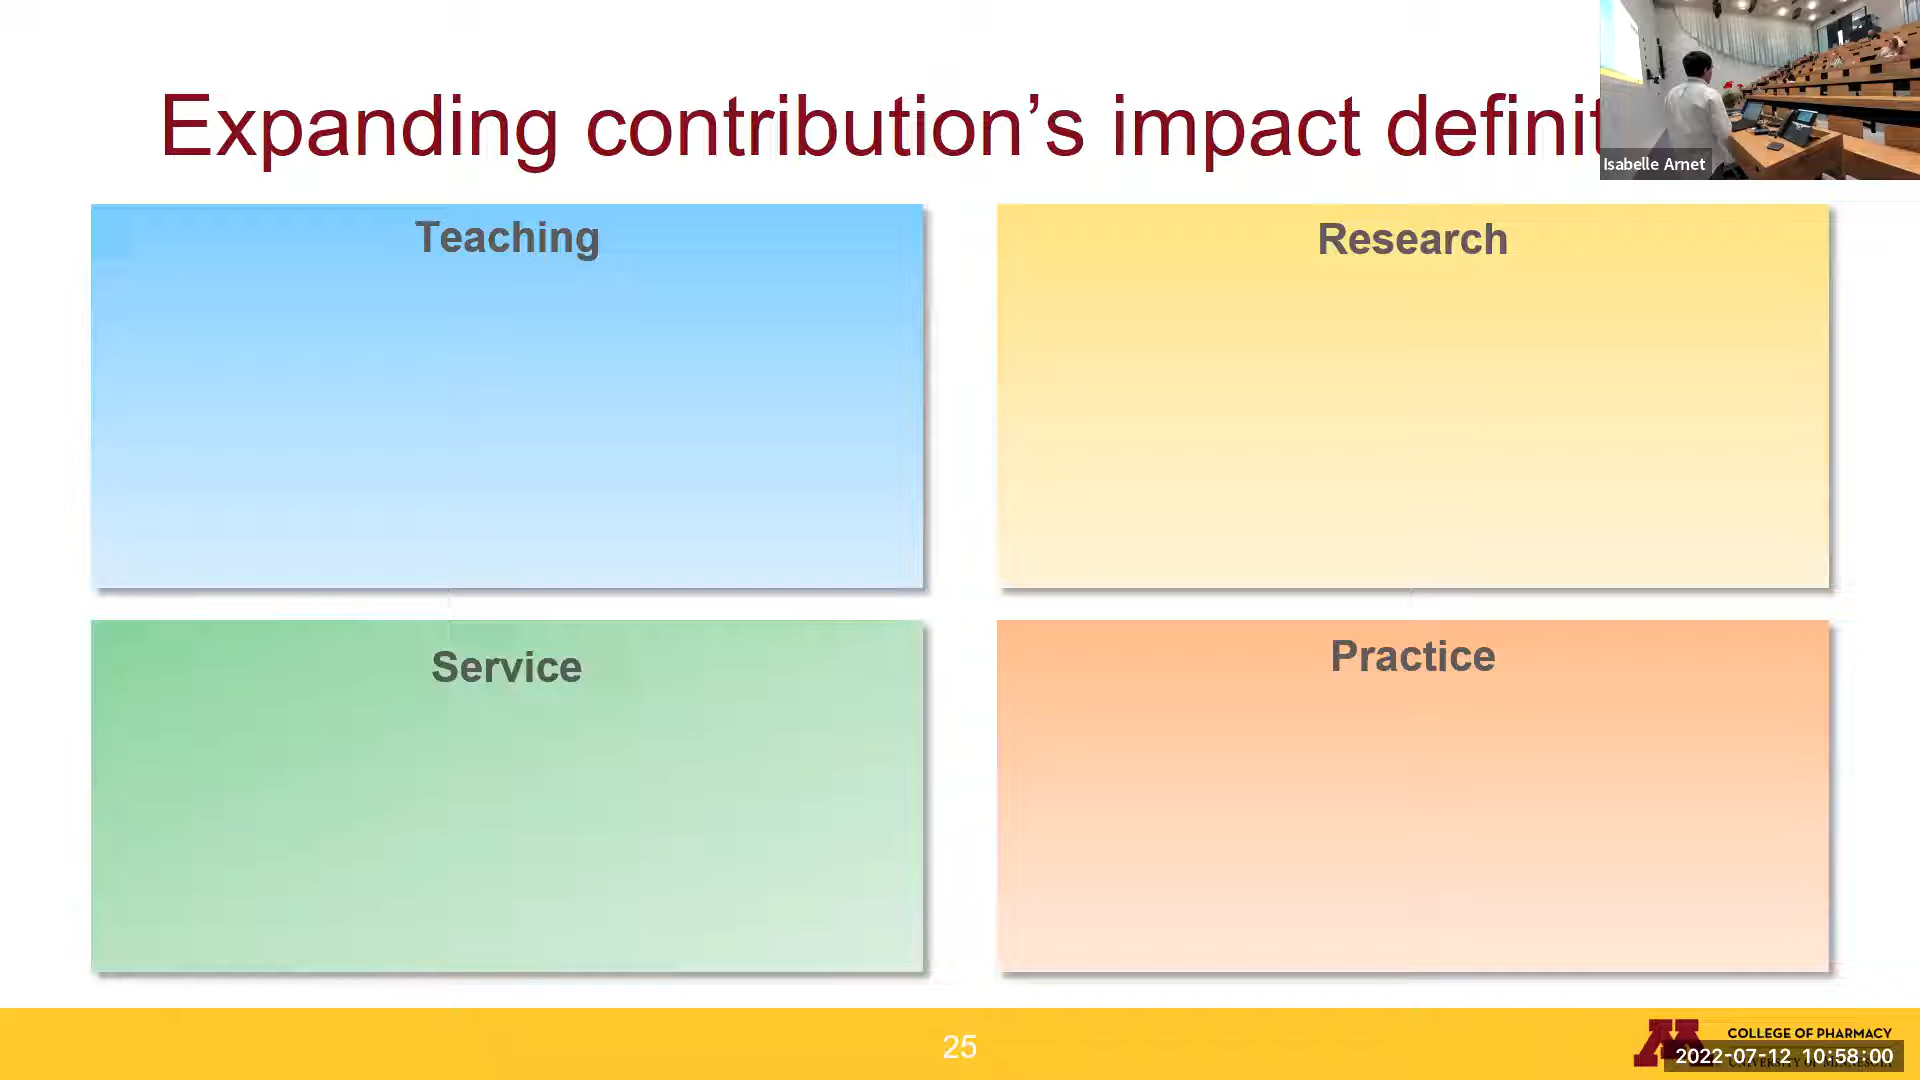 Expanding contribution’s impact definit
Isabelle Arnet
Teaching
Research
Service
Practice
25
COLLEGE OF PHARMACY
2022-07-12 10:58:00